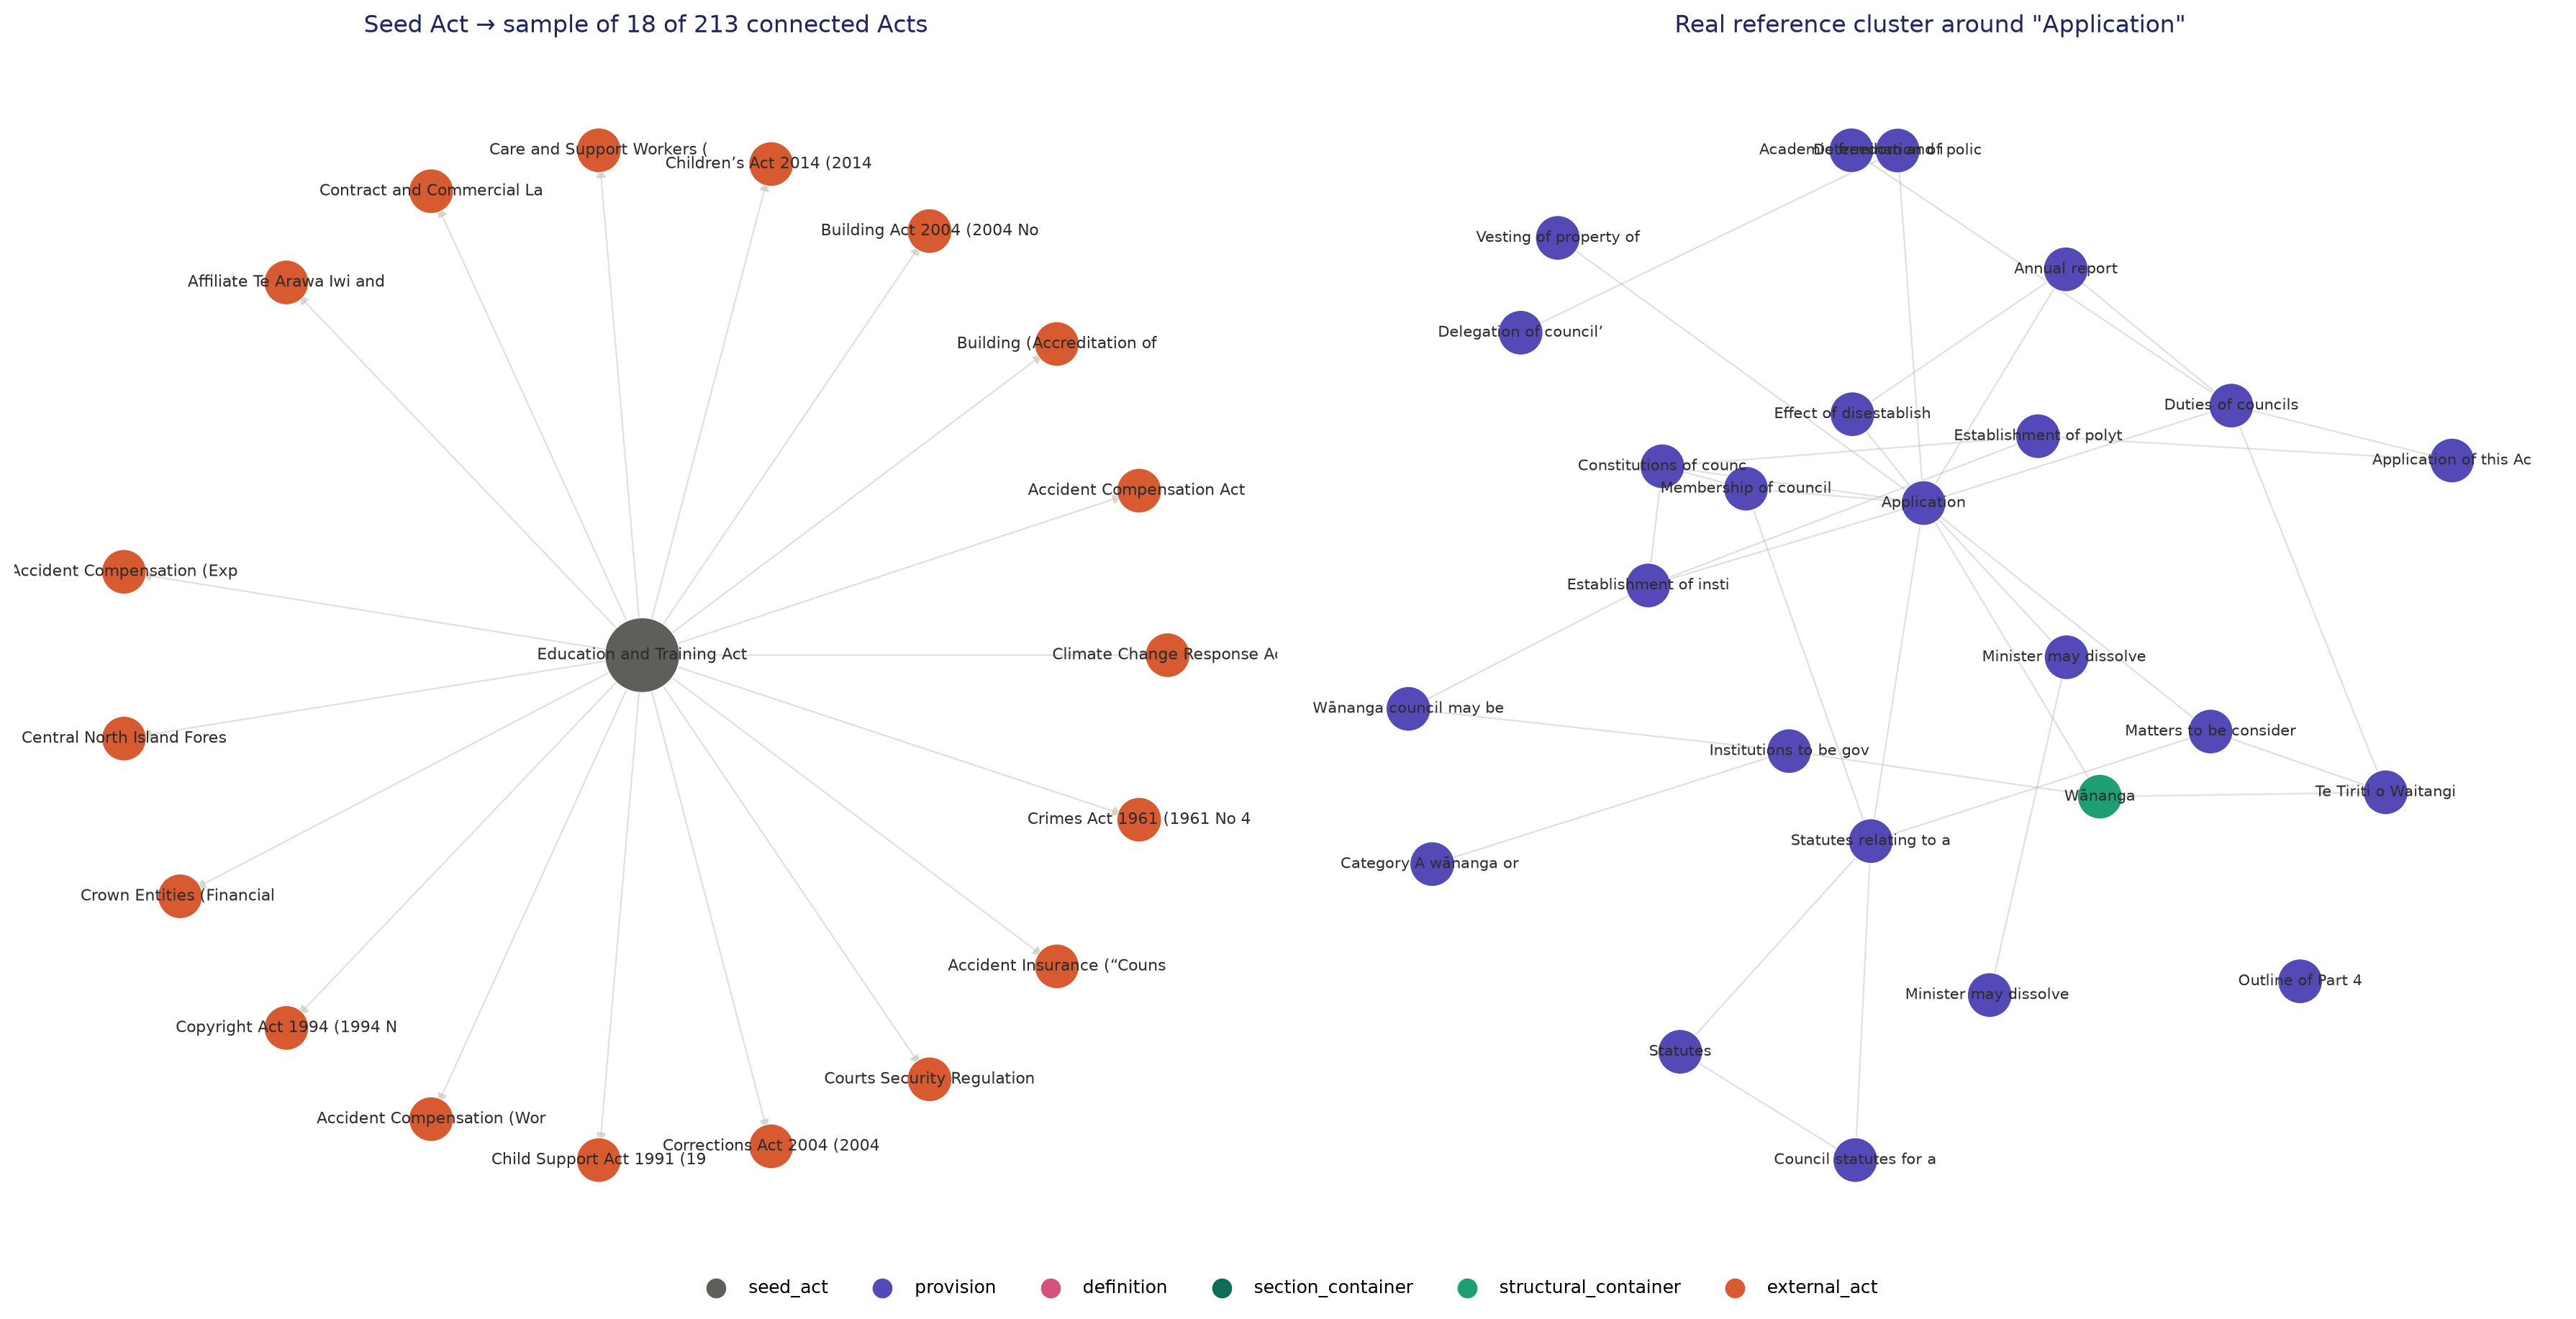 Seed Act → sample of 18 of 213 connected Acts
Care and Support Workers (
Children’s Act 2014 (2014
Contract and Commercial La
Building Act 2004 (2004 No
Affiliate Te Arawa Iwi and
Building (Accreditation of
Accident Compensation Act
Accident Compensation (Exp
Education and Training Act
Climate Change Response Ac
Central North Island Fores
Crimes Act 1961 (1961 No 4
Crown Entities (Financial
Accident Insurance (“Couns
Copyright Act 1994 (1994 N
Courts Security Regulation
Accident Compensation (Wor
Corrections Act 2004 (2004
Child Support Act 1991 (19
Real reference cluster around "Application"
Academic freedom and i
Determination of polic
Vesting of property of
Annual report
Delegation of council’
Effect of disestablish
Duties of councils
Establishment of polyt
Constitutions of counc
Application of this Ac
Membership of council
Application
Establishment of insti
Minister may dissolve
Wānanga council may be
Matters to be consider
Institutions to be gov
Te Tiriti o Waitangi
Wānanga
Statutes relating to a
Category A wānanga or
Outline of Part 4
Minister may dissolve
Statutes
Council statutes for a
seed_act
provision
definition
section_container
structural_container
external_act